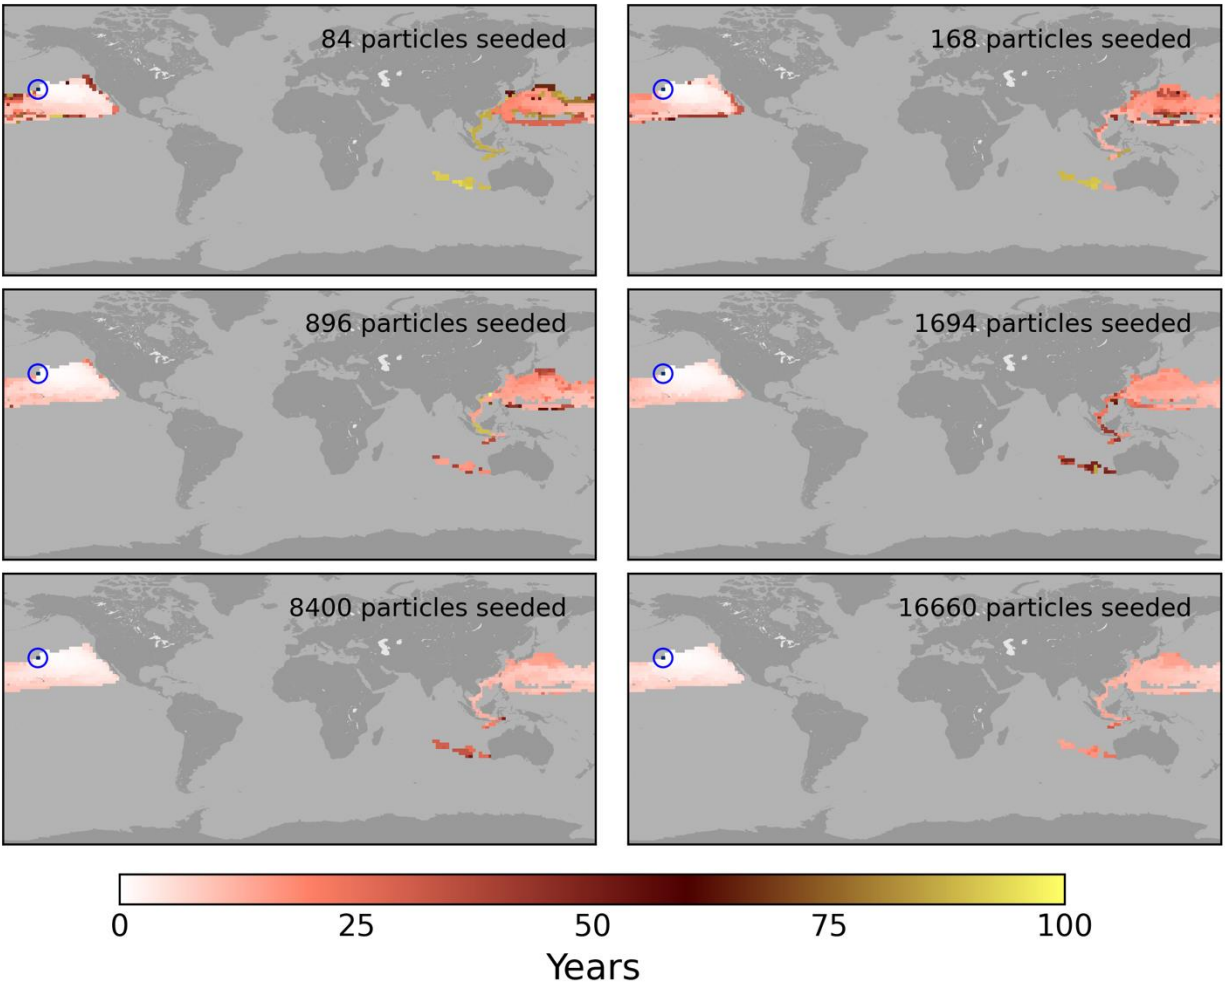 84 particles seeded
168 particles seeded
896 particles seeded
1694 particles seeded
8400 particles seeded
16660 particles seeded
0 25 50 75 100
Years